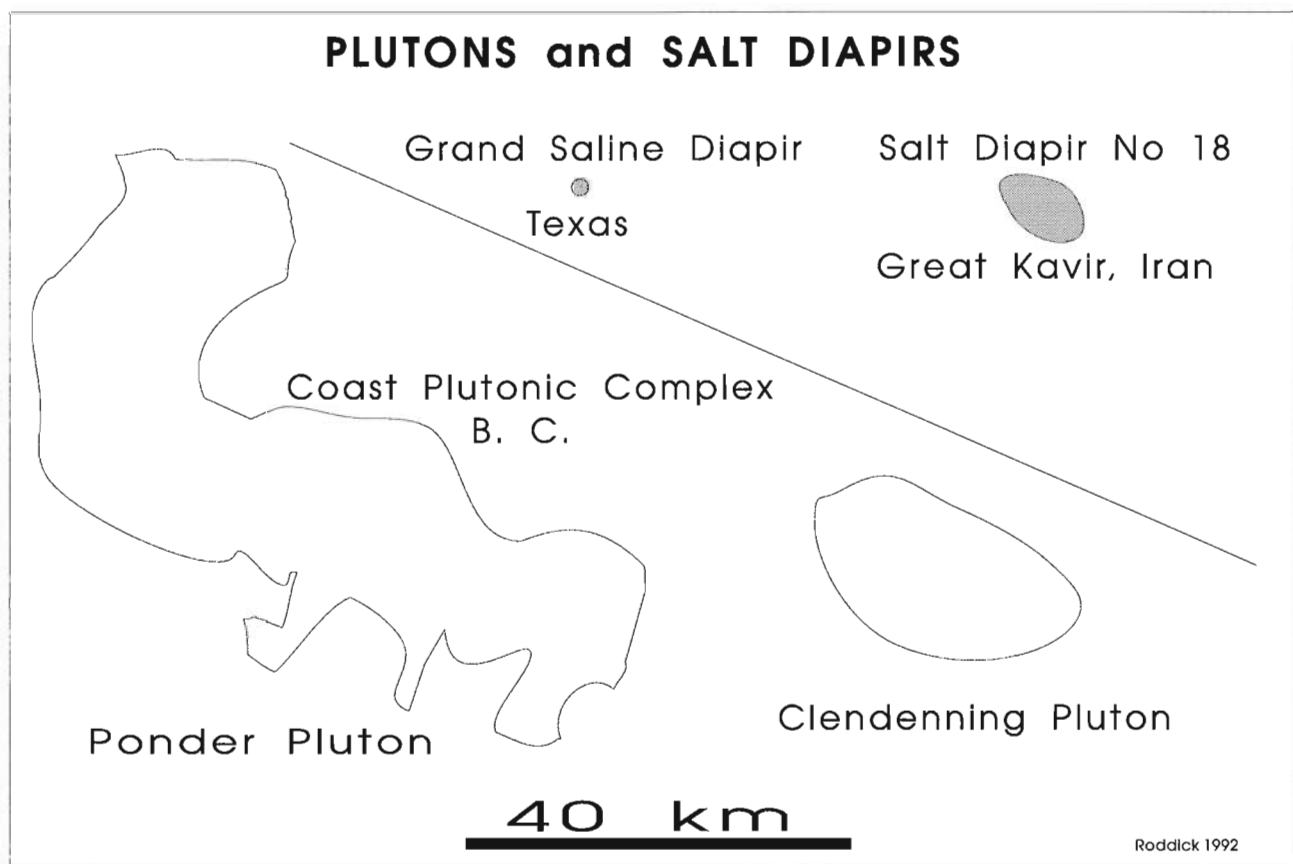 PLUTONS and SALT DIAPIRS
Grand Saline Diapir
Texas
Salt Diapir No 18
Great Kavir, Iran
Coast Plutonic Complex
B. C.
Ponder Pluton
Clendenning Pluton
40 km
Roddick 1992